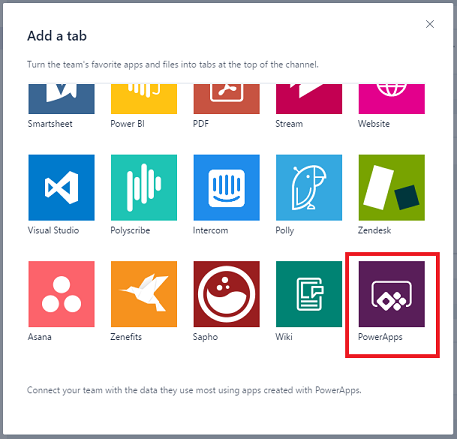 Add a tab
Turn the team's favorite apps and files into tabs at the top of the channel.
Smartsheet Power BI PDF Stream Website
Visual Studio Polyscribe Intercom Polly Zendesk
Asana Zenefits Sapho Wiki PowerApps
Connect your team with the data they use most using apps created with PowerApps.